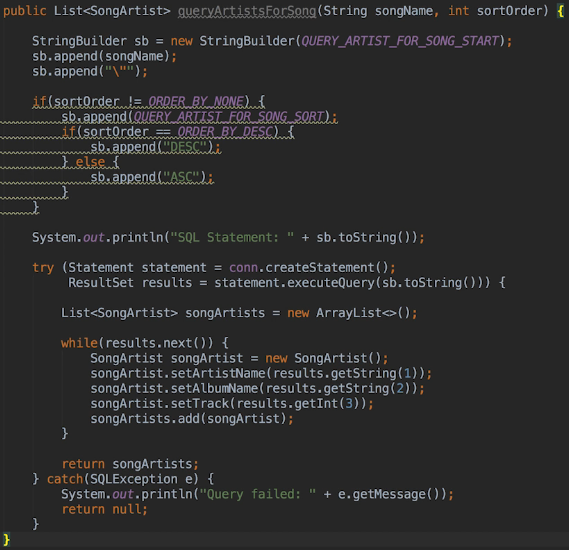 public List<SongArtist> queryArtistsForSong(String songName, int sortOrder) {
StringBuilder sb = new StringBuilder(QUERY_ARTIST_FOR_SONG_START);
sb.append(songName);
sb.append("\"");
if(sortOrder != ORDER_BY_NONE) {
sb.append(QUERY_ARTIST_FOR_SONG_SORT);
if(sortOrder == ORDER_BY_DESC) {
sb.append("DESC");
} else {
sb.append("ASC");
}
}
System.out.println("SQL Statement: " + sb.toString());
try (Statement statement = conn.createStatement();
ResultSet results = statement.executeQuery(sb.toString())) {
List<SongArtist> songArtists = new ArrayList<>();
while(results.next()) {
SongArtist songArtist = new SongArtist();
songArtist.setArtistName(results.getString(1));
songArtist.setAlbumName(results.getString(2));
songArtist.setTrack(results.getInt(3));
songArtists.add(songArtist);
}
return songArtists;
} catch(SQLException e) {
System.out.println("Query failed: " + e.getMessage());
return null;
}
}